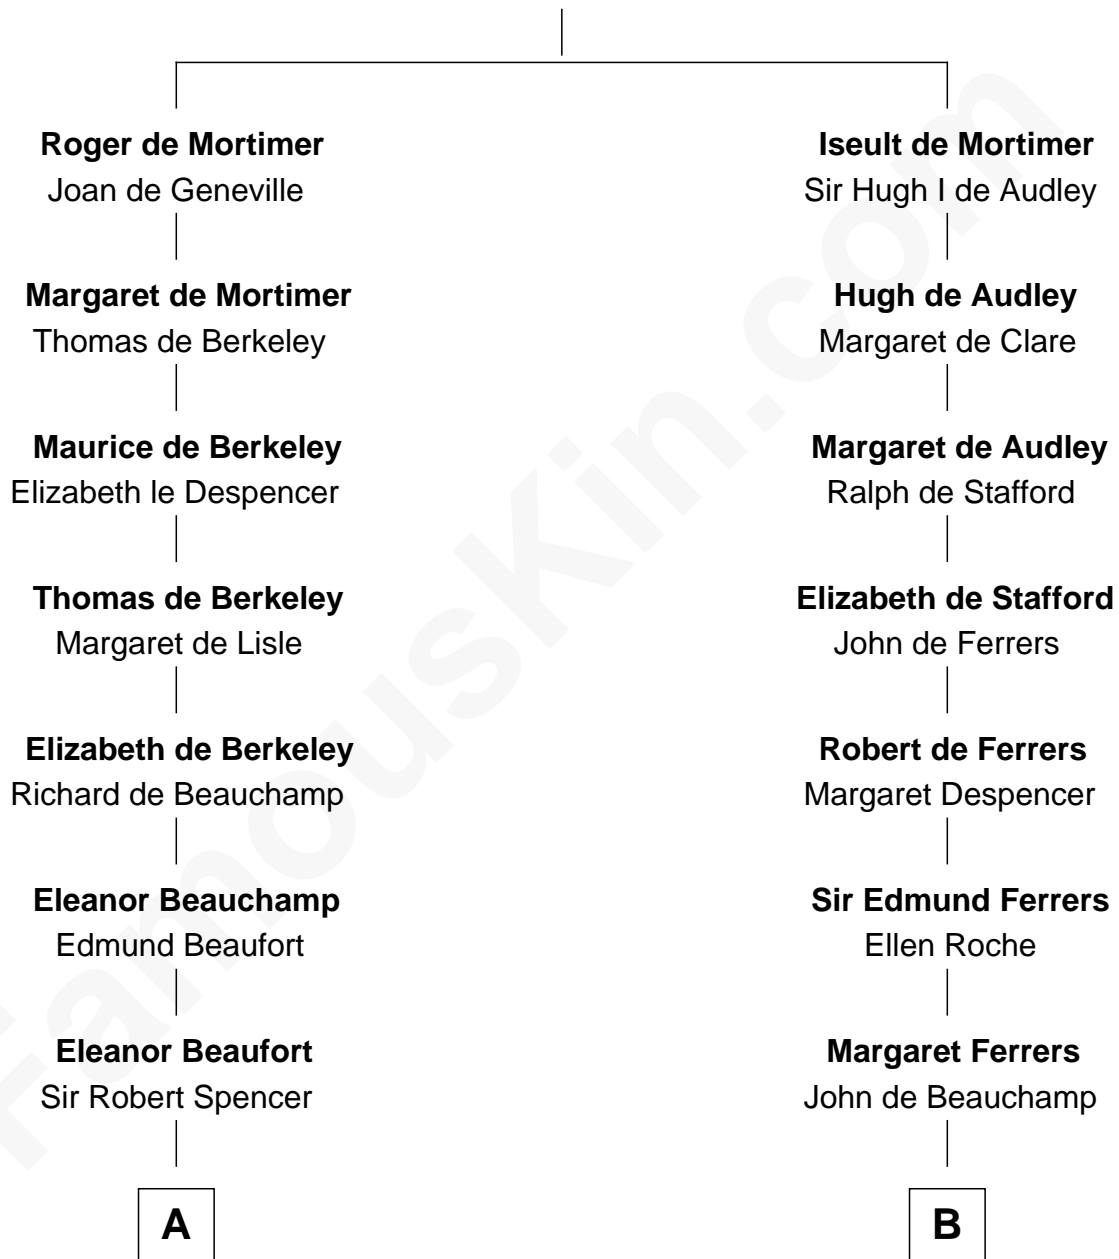 Roger de Mortimer
Joan de Geneville
Margaret de Mortimer
Thomas de Berkeley
Maurice de Berkeley
Elizabeth le Despencer
Thomas de Berkeley
Margaret de Lisle
Elizabeth de Berkeley
Richard de Beauchamp
Eleanor Beauchamp
Edmund Beaufort
Eleanor Beaufort
Sir Robert Spencer
A
Iseult de Mortimer
Sir Hugh I de Audley
Hugh de Audley
Margaret de Clare
Margaret de Audley
Ralph de Stafford
Elizabeth de Stafford
John de Ferrers
Robert de Ferrers
Margaret Despencer
Sir Edmund Ferrers
Ellen Roche
Margaret Ferrers
John de Beauchamp
B
FamousKin.com